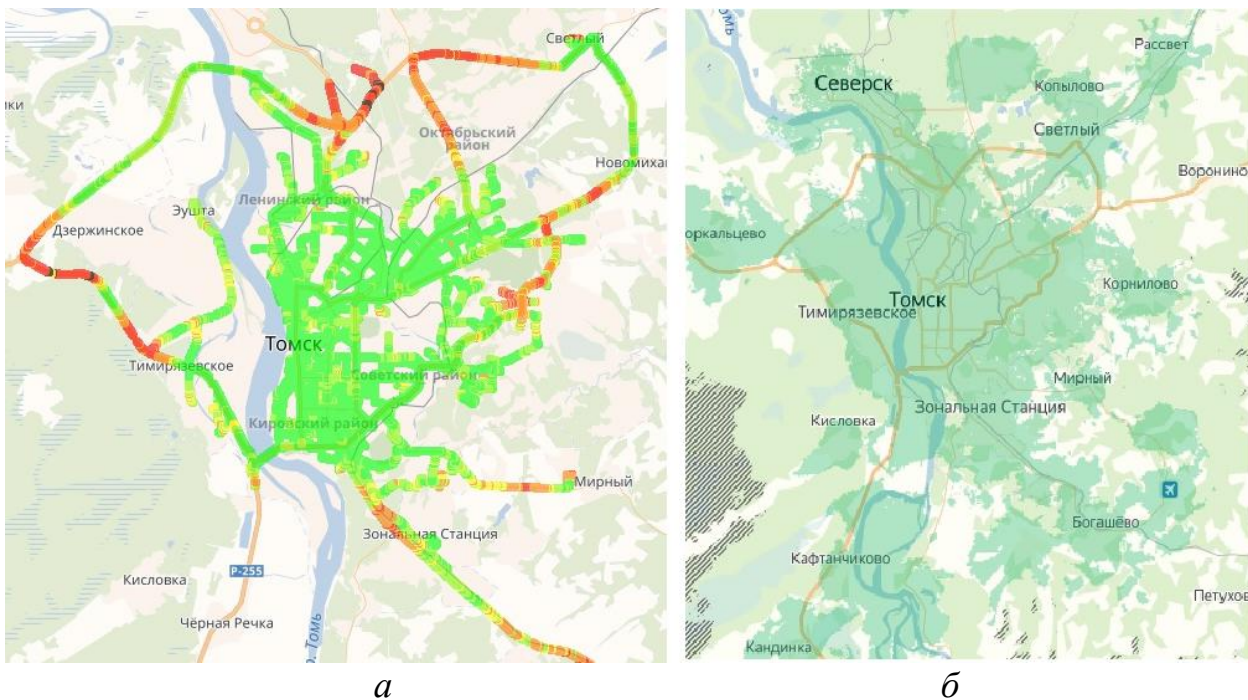 Светлый
Октябрьский
район
Новомихай
Ленинский район
Эушта
Дзержинское
Томск
Тимирязевское
Советский район
Кировский район
Мирный
Зональная Станция
Р-255
Кисловка
Чёрная Речка
р. Томь
а
Томь
Рассвет
Северск
Копылово
Светлый
Воронино
оркальцево
Корнилово
Томск
Тимирязевское
Мирный
Зональная Станция
Кисловка
Богашёво
Кафтанчиково
Петухов
Кандинка
б